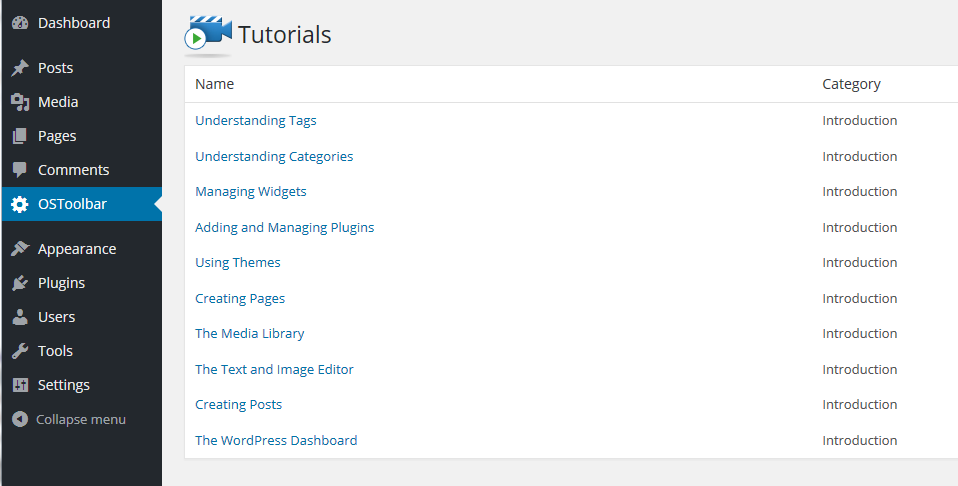 Dashboard
Posts
Media
Pages
Comments
OSToolbar
Appearance
Plugins
Users
Tools
Settings
Collapse menu
Tutorials
Name Category
Understanding Tags Introduction
Understanding Categories Introduction
Managing Widgets Introduction
Adding and Managing Plugins Introduction
Using Themes Introduction
Creating Pages Introduction
The Media Library Introduction
The Text and Image Editor Introduction
Creating Posts Introduction
The WordPress Dashboard Introduction